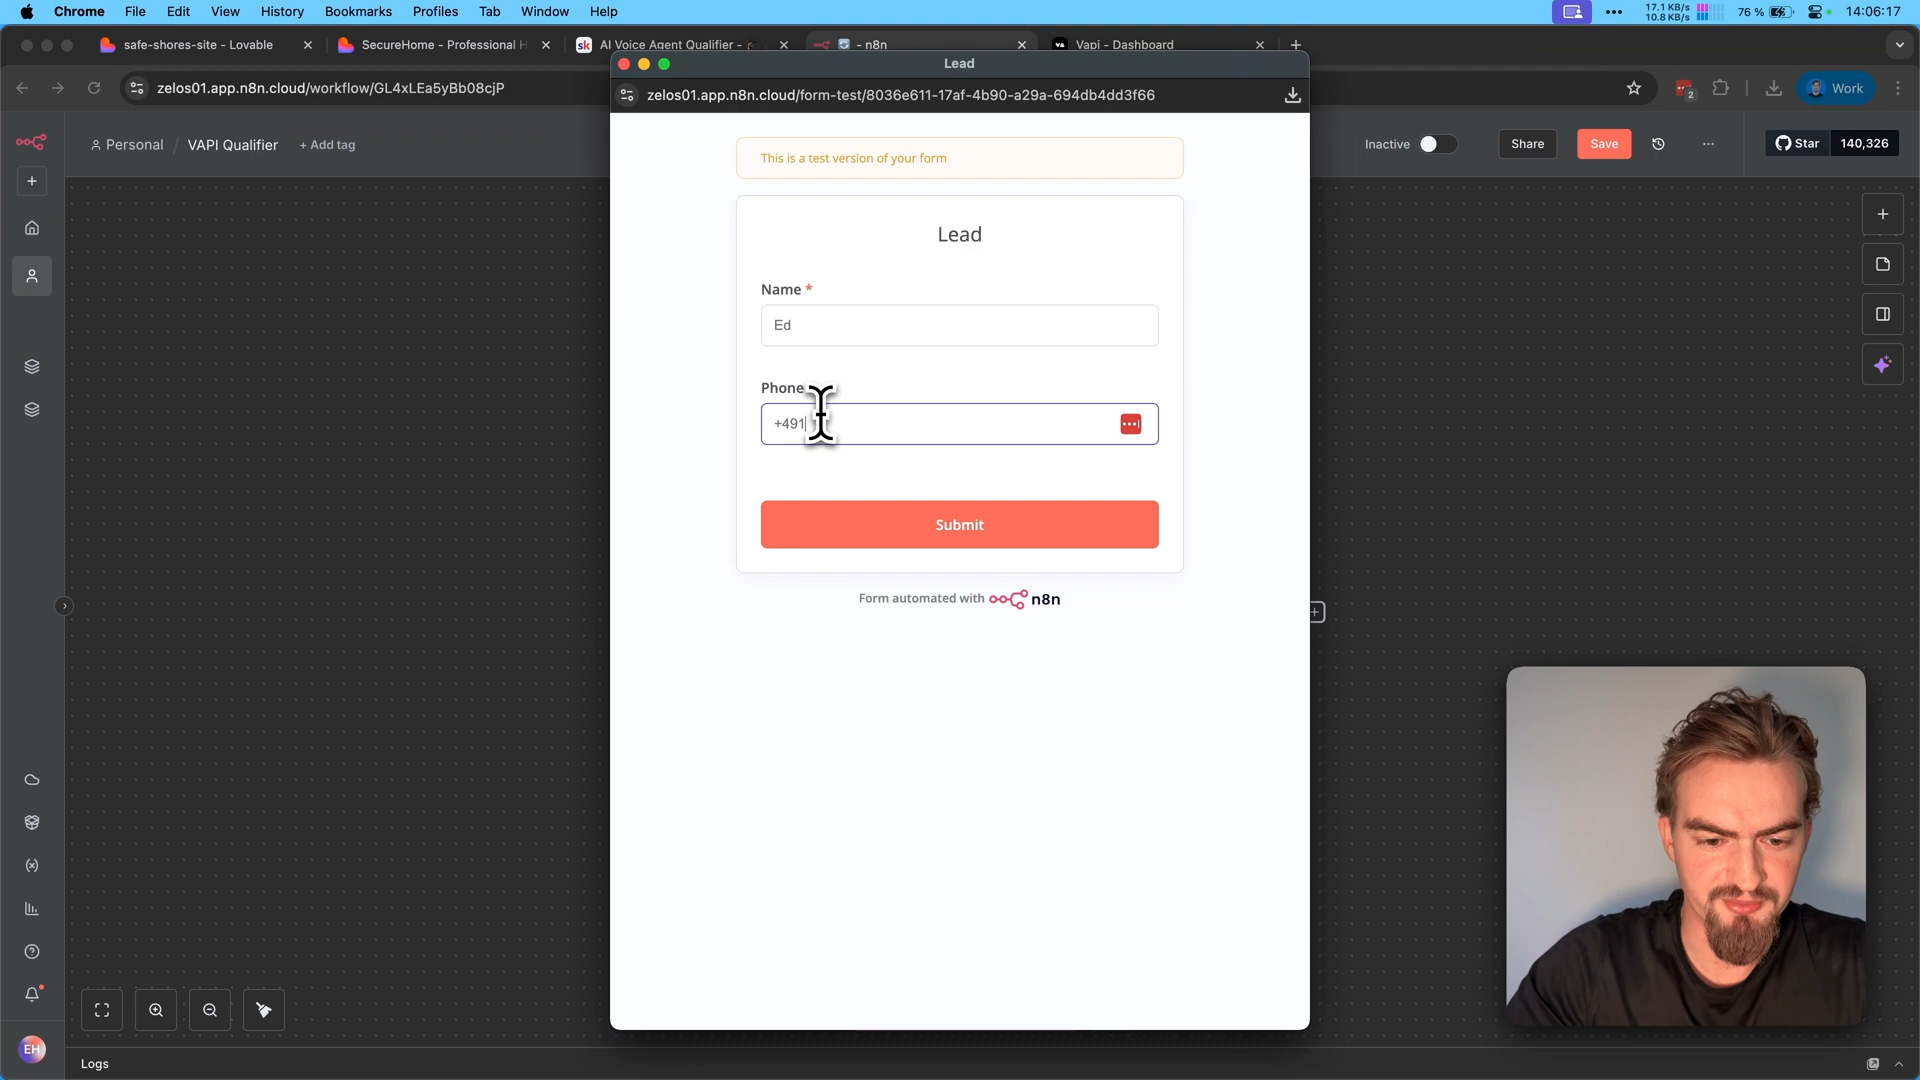 Chrome File Edit View History Bookmarks Profiles Tab Window Help
17.1 KB/s
10.8 KB/s
76 %
14:06:17
safe-shores-site - Lovable
SecureHome - Professional H
sk AI Voice Agent Qualifier -
- n8n
Vapi - Dashboard
Lead
zelos01.app.n8n.cloud/workflow/GL4xLEa5yBb08cjP
zelos01.app.n8n.cloud/form-test/8036e611-17af-4b90-a29a-694db4dd3f66
2
Work
Personal / VAPI Qualifier + Add tag
Inactive
Share
Save
Star 140,326
This is a test version of your form
Lead
Name *
Ed
Phone
+491
Submit
Form automated with n8n
EH
Logs